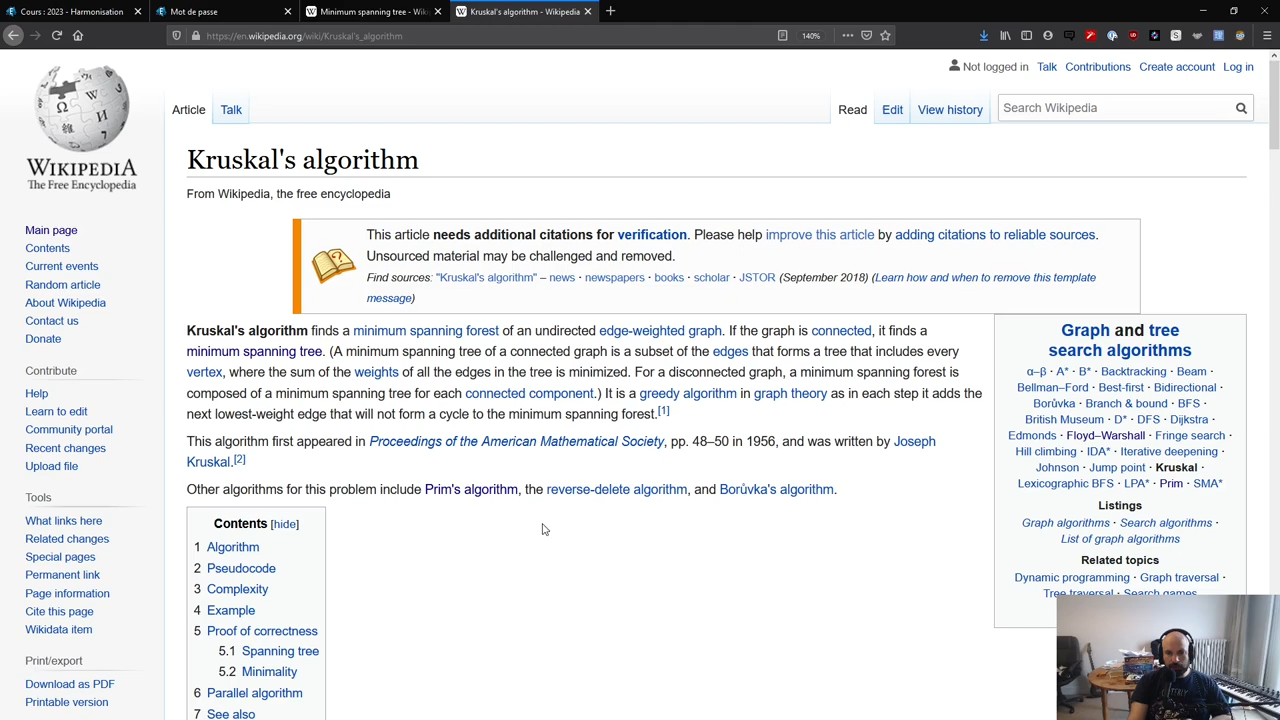 Cours : 2023 - Harmonisation
Mot de passe
Minimum spanning tree - Wiki
Kruskal's algorithm - Wikipedia
https://en.wikipedia.org/wiki/Kruskal's_algorithm
140%
Not logged in Talk Contributions Create account Log in
Article Talk
Read Edit View history
Search Wikipedia
WIKIPEDIA
The Free Encyclopedia
Main page
Contents
Current events
Random article
About Wikipedia
Contact us
Donate
Contribute
Help
Learn to edit
Community portal
Recent changes
Upload file
Tools
What links here
Related changes
Special pages
Permanent link
Page information
Cite this page
Wikidata item
Print/export
Download as PDF
Printable version
Kruskal's algorithm
From Wikipedia, the free encyclopedia
This article needs additional citations for verification. Please help improve this article by adding citations to reliable sources.
Unsourced material may be challenged and removed.
Find sources: "Kruskal's algorithm" – news · newspapers · books · scholar · JSTOR (September 2018) (Learn how and when to remove this template
message)
Kruskal's algorithm finds a minimum spanning forest of an undirected edge-weighted graph. If the graph is connected, it finds a
minimum spanning tree. (A minimum spanning tree of a connected graph is a subset of the edges that forms a tree that includes every
vertex, where the sum of the weights of all the edges in the tree is minimized. For a disconnected graph, a minimum spanning forest is
composed of a minimum spanning tree for each connected component.) It is a greedy algorithm in graph theory as in each step it adds the
next lowest-weight edge that will not form a cycle to the minimum spanning forest.[1]
This algorithm first appeared in Proceedings of the American Mathematical Society, pp. 48–50 in 1956, and was written by Joseph
Kruskal.[2]
Other algorithms for this problem include Prim's algorithm, the reverse-delete algorithm, and Borůvka's algorithm.
Contents [hide]
1 Algorithm
2 Pseudocode
3 Complexity
4 Example
5 Proof of correctness
5.1 Spanning tree
5.2 Minimality
6 Parallel algorithm
7 See also
Graph and tree
search algorithms
α–β · A* · B* · Backtracking · Beam ·
Bellman–Ford · Best-first · Bidirectional ·
Borůvka · Branch & bound · BFS ·
British Museum · D* · DFS · Dijkstra ·
Edmonds · Floyd–Warshall · Fringe search ·
Hill climbing · IDA* · Iterative deepening ·
Johnson · Jump point · Kruskal ·
Lexicographic BFS · LPA* · Prim · SMA*
Listings
Graph algorithms · Search algorithms ·
List of graph algorithms
Related topics
Dynamic programming · Graph traversal ·
Tree traversal · Search games